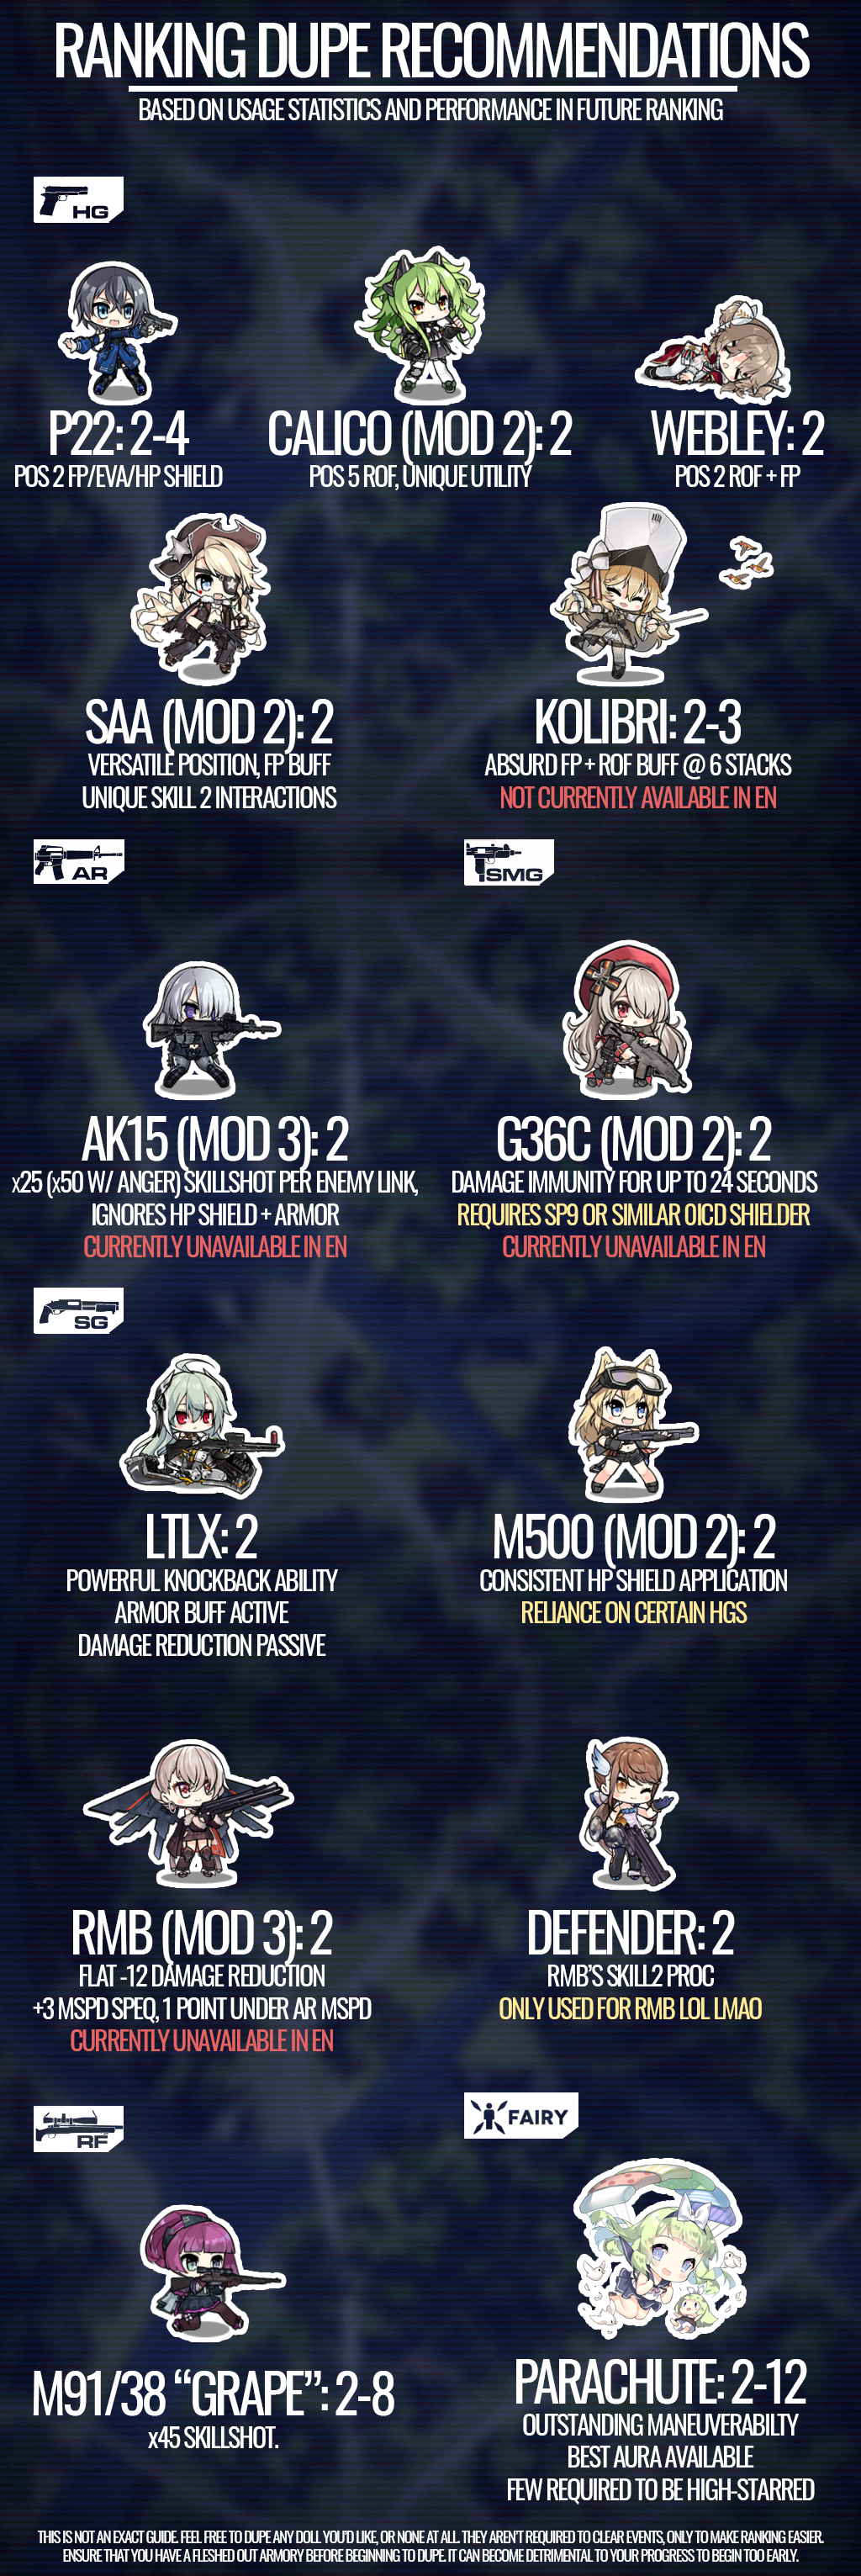 RANKING DUPE RECOMMENDATIONS
BASED ON USAGE STATISTICS AND PERFORMANCE IN FUTURE RANKING
HG
P22: 2-4
POS 2 FP/EVA/HP SHIELD
CALICO (MOD 2): 2
POS 5 ROF, UNIQUE UTILITY
WEBLEY: 2
POS 2 ROF + FP
SAA (MOD 2): 2
VERSATILE POSITION, FP BUFF
UNIQUE SKILL 2 INTERACTIONS
KOLIBRI: 2-3
ABSURD FP + ROF BUFF @ 6 STACKS
NOT CURRENTLY AVAILABLE IN EN
AR
AK15 (MOD 3): 2
x25 (x50 W/ ANGER) SKILLSHOT PER ENEMY LINK,
IGNORES HP SHIELD + ARMOR
CURRENTLY UNAVAILABLE IN EN
SMG
G36C (MOD 2): 2
DAMAGE IMMUNITY FOR UP TO 24 SECONDS
REQUIRES SP9 OR SIMILAR 0ICD SHIELDER
CURRENTLY UNAVAILABLE IN EN
SG
LTLX: 2
POWERFUL KNOCKBACK ABILITY
ARMOR BUFF ACTIVE
DAMAGE REDUCTION PASSIVE
M500 (MOD 2): 2
CONSISTENT HP SHIELD APPLICATION
RELIANCE ON CERTAIN HGS
RMB (MOD 3): 2
FLAT -12 DAMAGE REDUCTION
+3 MSPD SPEQ, 1 POINT UNDER AR MSPD
CURRENTLY UNAVAILABLE IN EN
DEFENDER: 2
RMB'S SKILL2 PROC
ONLY USED FOR RMB LOL LMAO
RF
M91/38 “GRAPE”: 2-8
x45 SKILLSHOT.
FAIRY
PARACHUTE: 2-12
OUTSTANDING MANEUVERABILTY
BEST AURA AVAILABLE
FEW REQUIRED TO BE HIGH-STARRED
THIS IS NOT AN EXACT GUIDE. FEEL FREE TO DUPE ANY DOLL YOU'D LIKE, OR NONE AT ALL. THEY AREN'T REQUIRED TO CLEAR EVENTS, ONLY TO MAKE RANKING EASIER.
ENSURE THAT YOU HAVE A FLESHED OUT ARMORY BEFORE BEGINNING TO DUPE. IT CAN BECOME DETRIMENTAL TO YOUR PROGRESS TO BEGIN TOO EARLY.